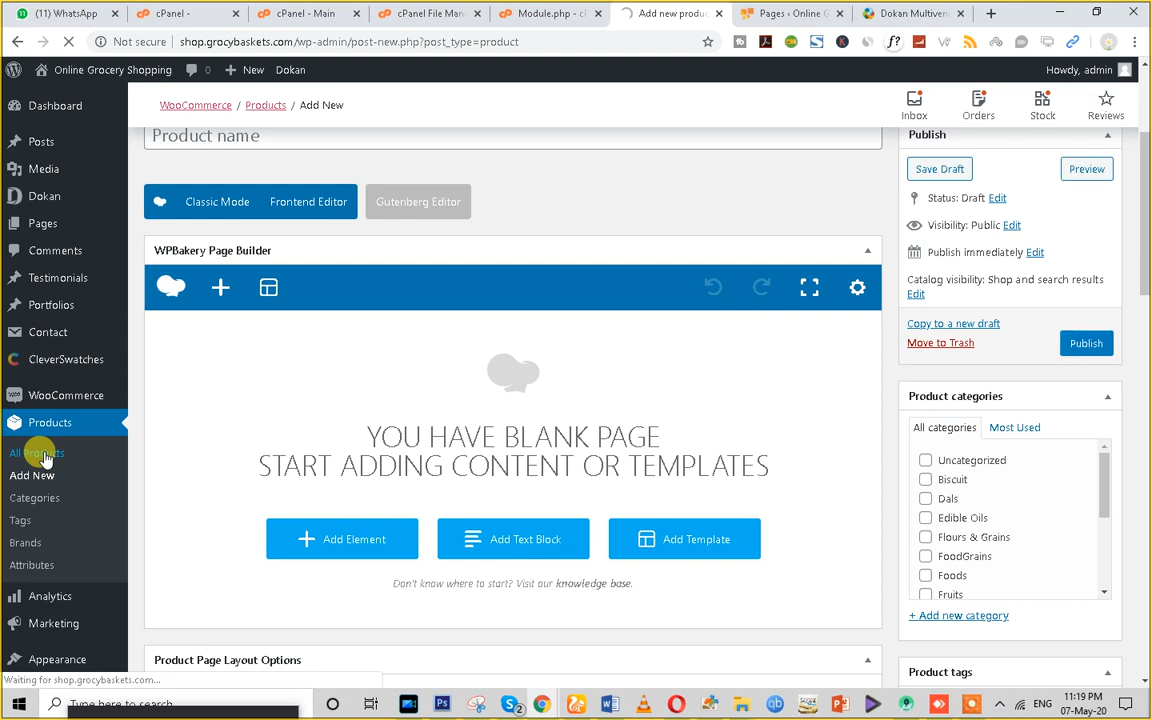 WhatsApp
cPanel -
cPanel - Main
cPanel File Man
Module.php - cl
Add new produc
Pages ‹ Online G
Dokan Multivend
Not secure
shop.grocybaskets.com/wp-admin/post-new.php?post_type=product
Online Grocery Shopping
0
New
Dokan
Howdy, admin
WooCommerce › Products › Add New
Inbox
Orders
Stock
Reviews
Dashboard
Posts
Media
Dokan
Pages
Comments
Testimonials
Portfolios
Contact
CleverSwatches
WooCommerce
Products
All Products
Add New
Categories
Tags
Brands
Attributes
Analytics
Marketing
Appearance
Product name
Classic Mode
Frontend Editor
Gutenberg Editor
WPBakery Page Builder
YOU HAVE BLANK PAGE
START ADDING CONTENT OR TEMPLATES
Add Element
Add Text Block
Add Template
Don't know where to start? Visit our knowledge base.
Product Page Layout Options
Publish
Save Draft
Preview
Status: Draft Edit
Visibility: Public Edit
Publish immediately Edit
Catalog visibility: Shop and search results
Edit
Copy to a new draft
Move to Trash
Publish
Product categories
All categories
Most Used
Uncategorized
Biscuit
Dals
Edible Oils
Flours & Grains
FoodGrains
Foods
Fruits
+ Add new category
Product tags
Waiting for shop.grocybaskets.com...
Type here to search
ENG
11:19 PM
07-May-20